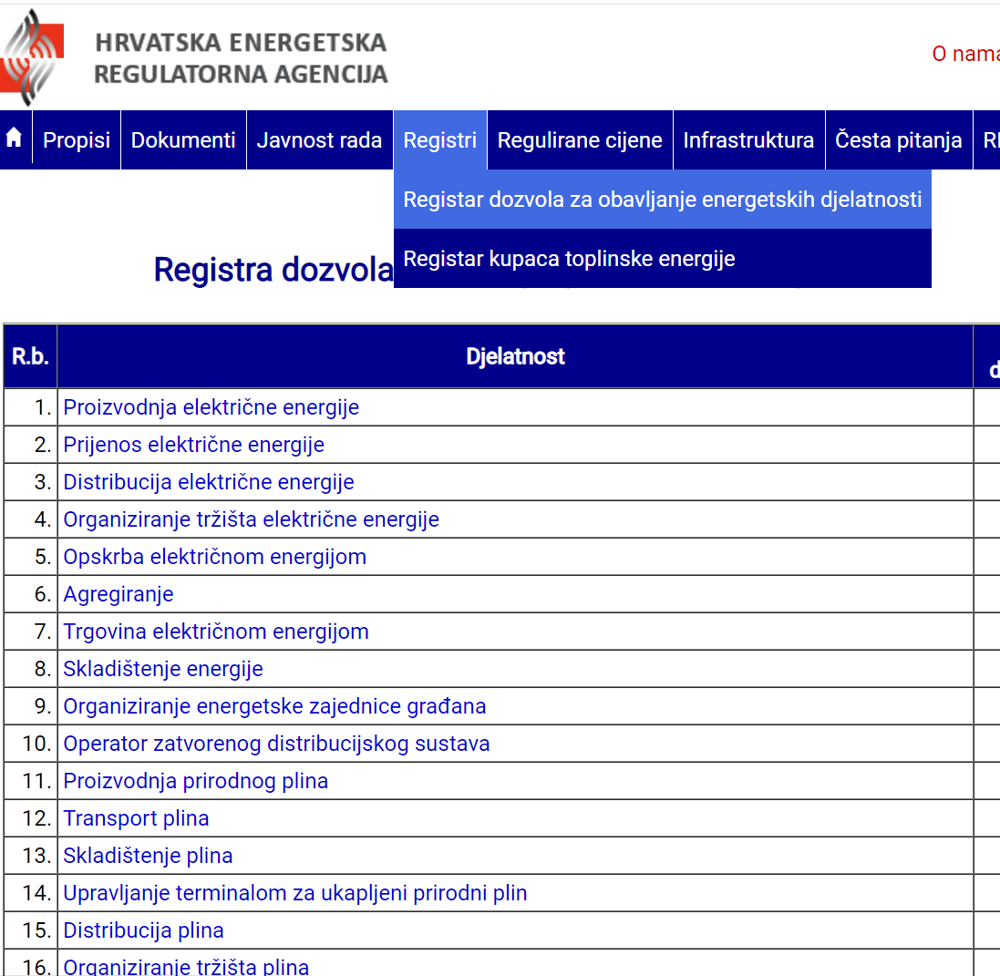 HRVATSKA ENERGETSKA
REGULATORNA AGENCIJA
O nama
Propisi Dokumenti Javnost rada Registri Regulirane cijene Infrastruktura Česta pitanja
Registar dozvola za obavljanje energetskih djelatnosti
Registar kupaca toplinske energije
Registra dozvola
R.b. Djelatnost
1. Proizvodnja električne energije
2. Prijenos električne energije
3. Distribucija električne energije
4. Organiziranje tržišta električne energije
5. Opskrba električnom energijom
6. Agregiranje
7. Trgovina električnom energijom
8. Skladištenje energije
9. Organiziranje energetske zajednice građana
10. Operator zatvorenog distribucijskog sustava
11. Proizvodnja prirodnog plina
12. Transport plina
13. Skladištenje plina
14. Upravljanje terminalom za ukapljeni prirodni plin
15. Distribucija plina
16. Organiziranje tržišta plina